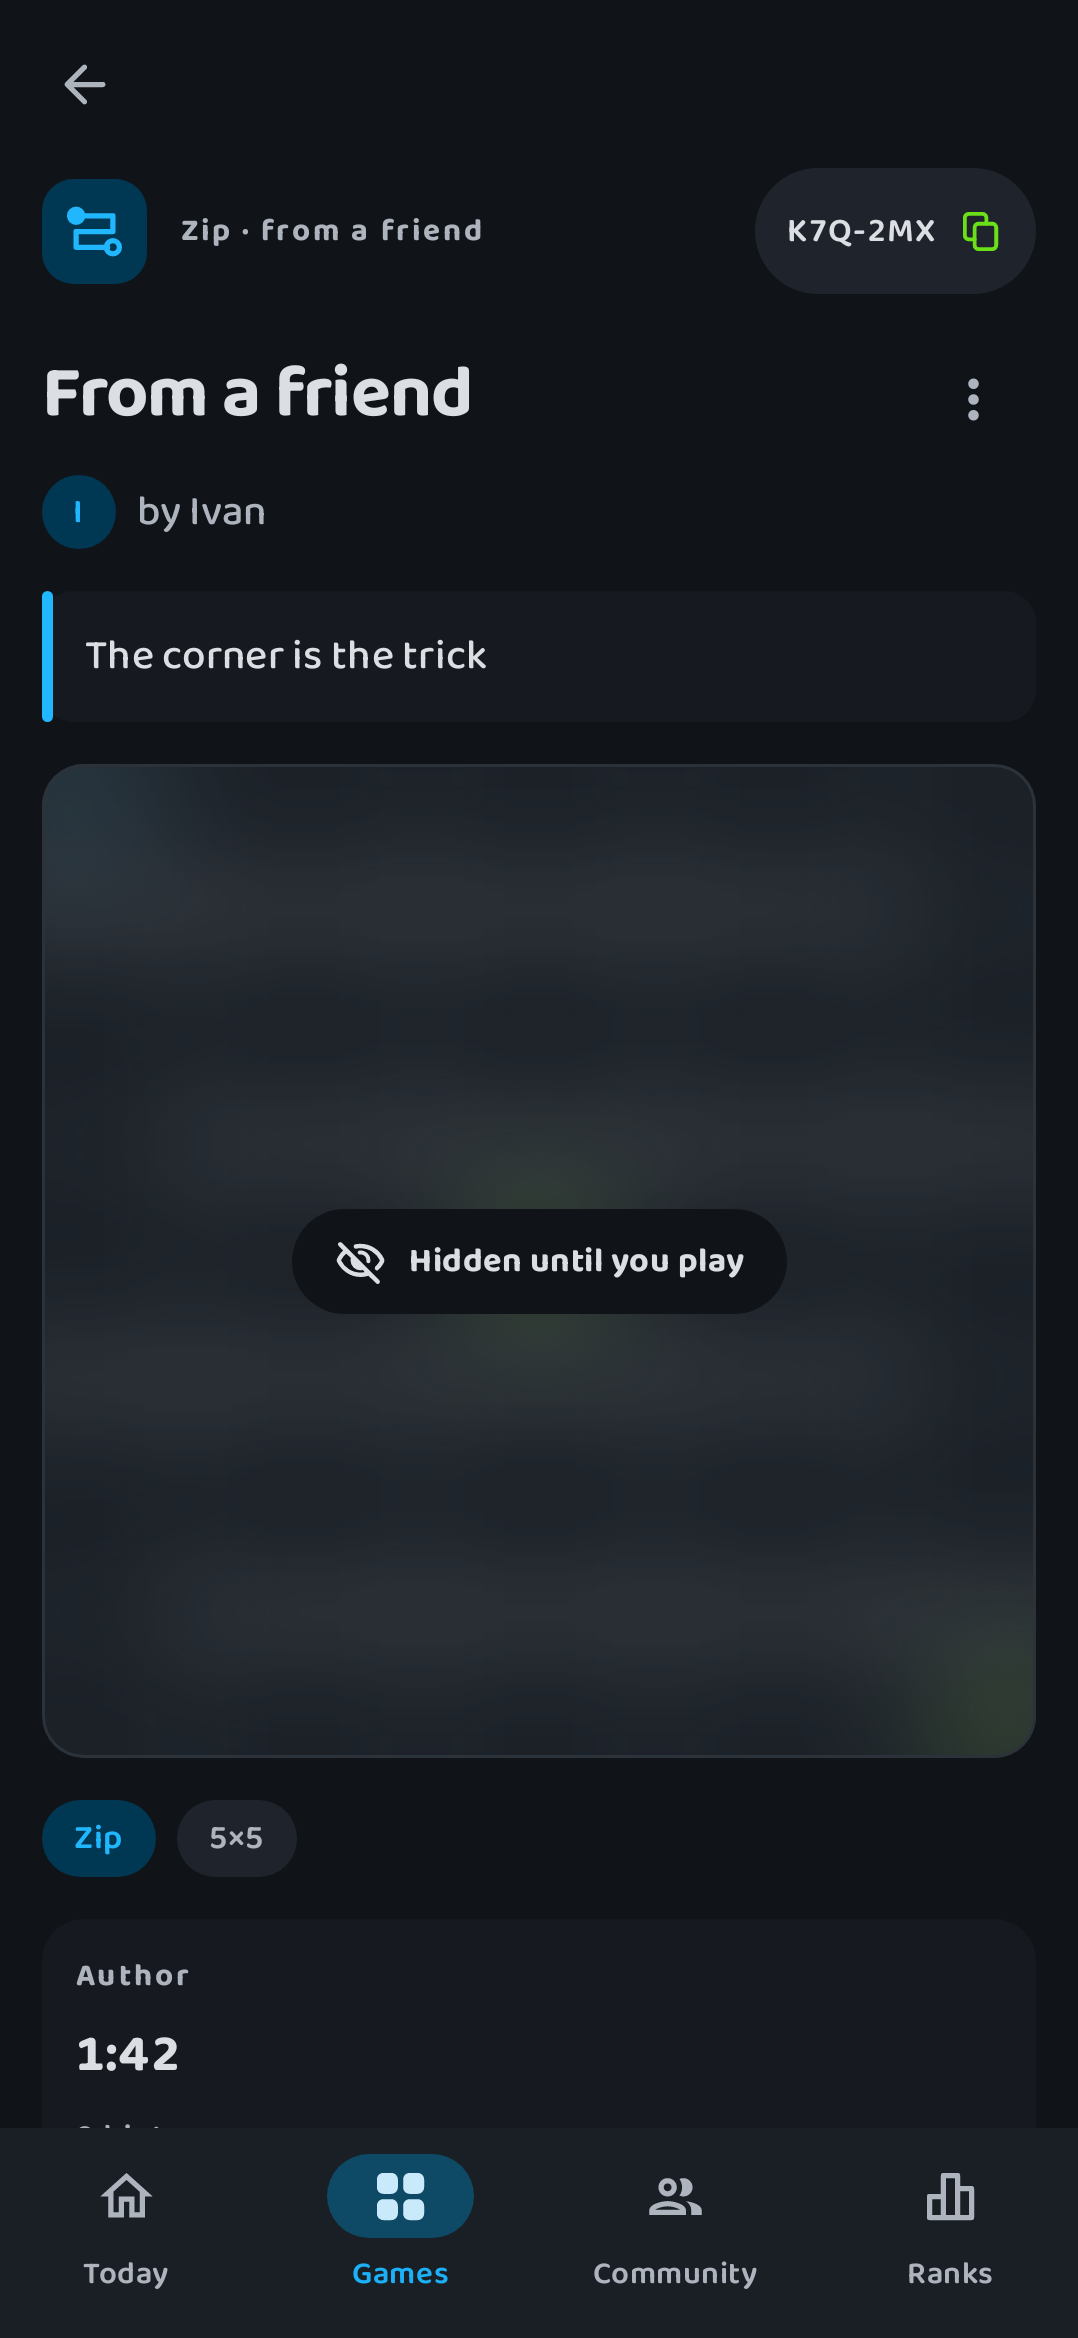 Zip · from a friend
K7Q-2MX
From a friend
I
by Ivan
The corner is the trick
Hidden until you play
Zip
5×5
Author
1:42
Today
Games
Community
Ranks